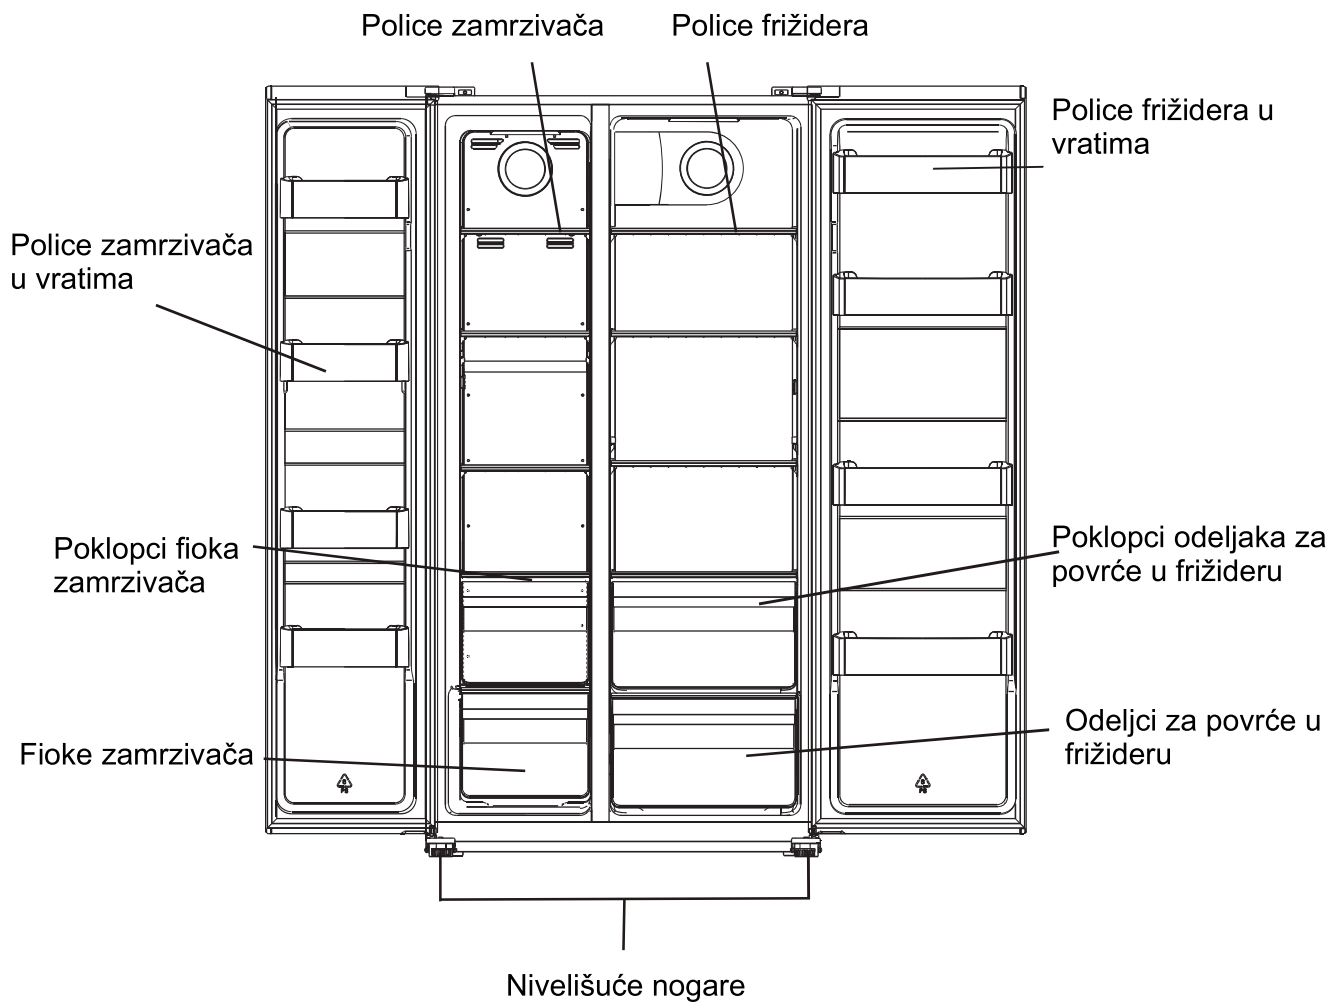 Police zamrzivača
Police frižidera
Police frižidera u
vratima
Police zamrzivača
u vratima
Poklopci fioka
zamrzivača
Poklopci odeljaka za
povrće u frižideru
Fioke zamrzivača
Odeljci za povrće u
frižideru
Nivelišuće nogare